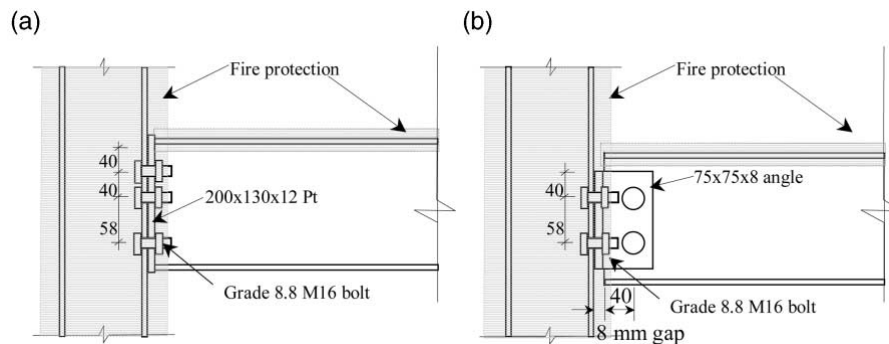 (a)
Fire protection
40
40
58
200x130x12 Pt
Grade 8.8 M16 bolt
(b)
Fire protection
75x75x8 angle
40
58
Grade 8.8 M16 bolt
40
8 mm gap